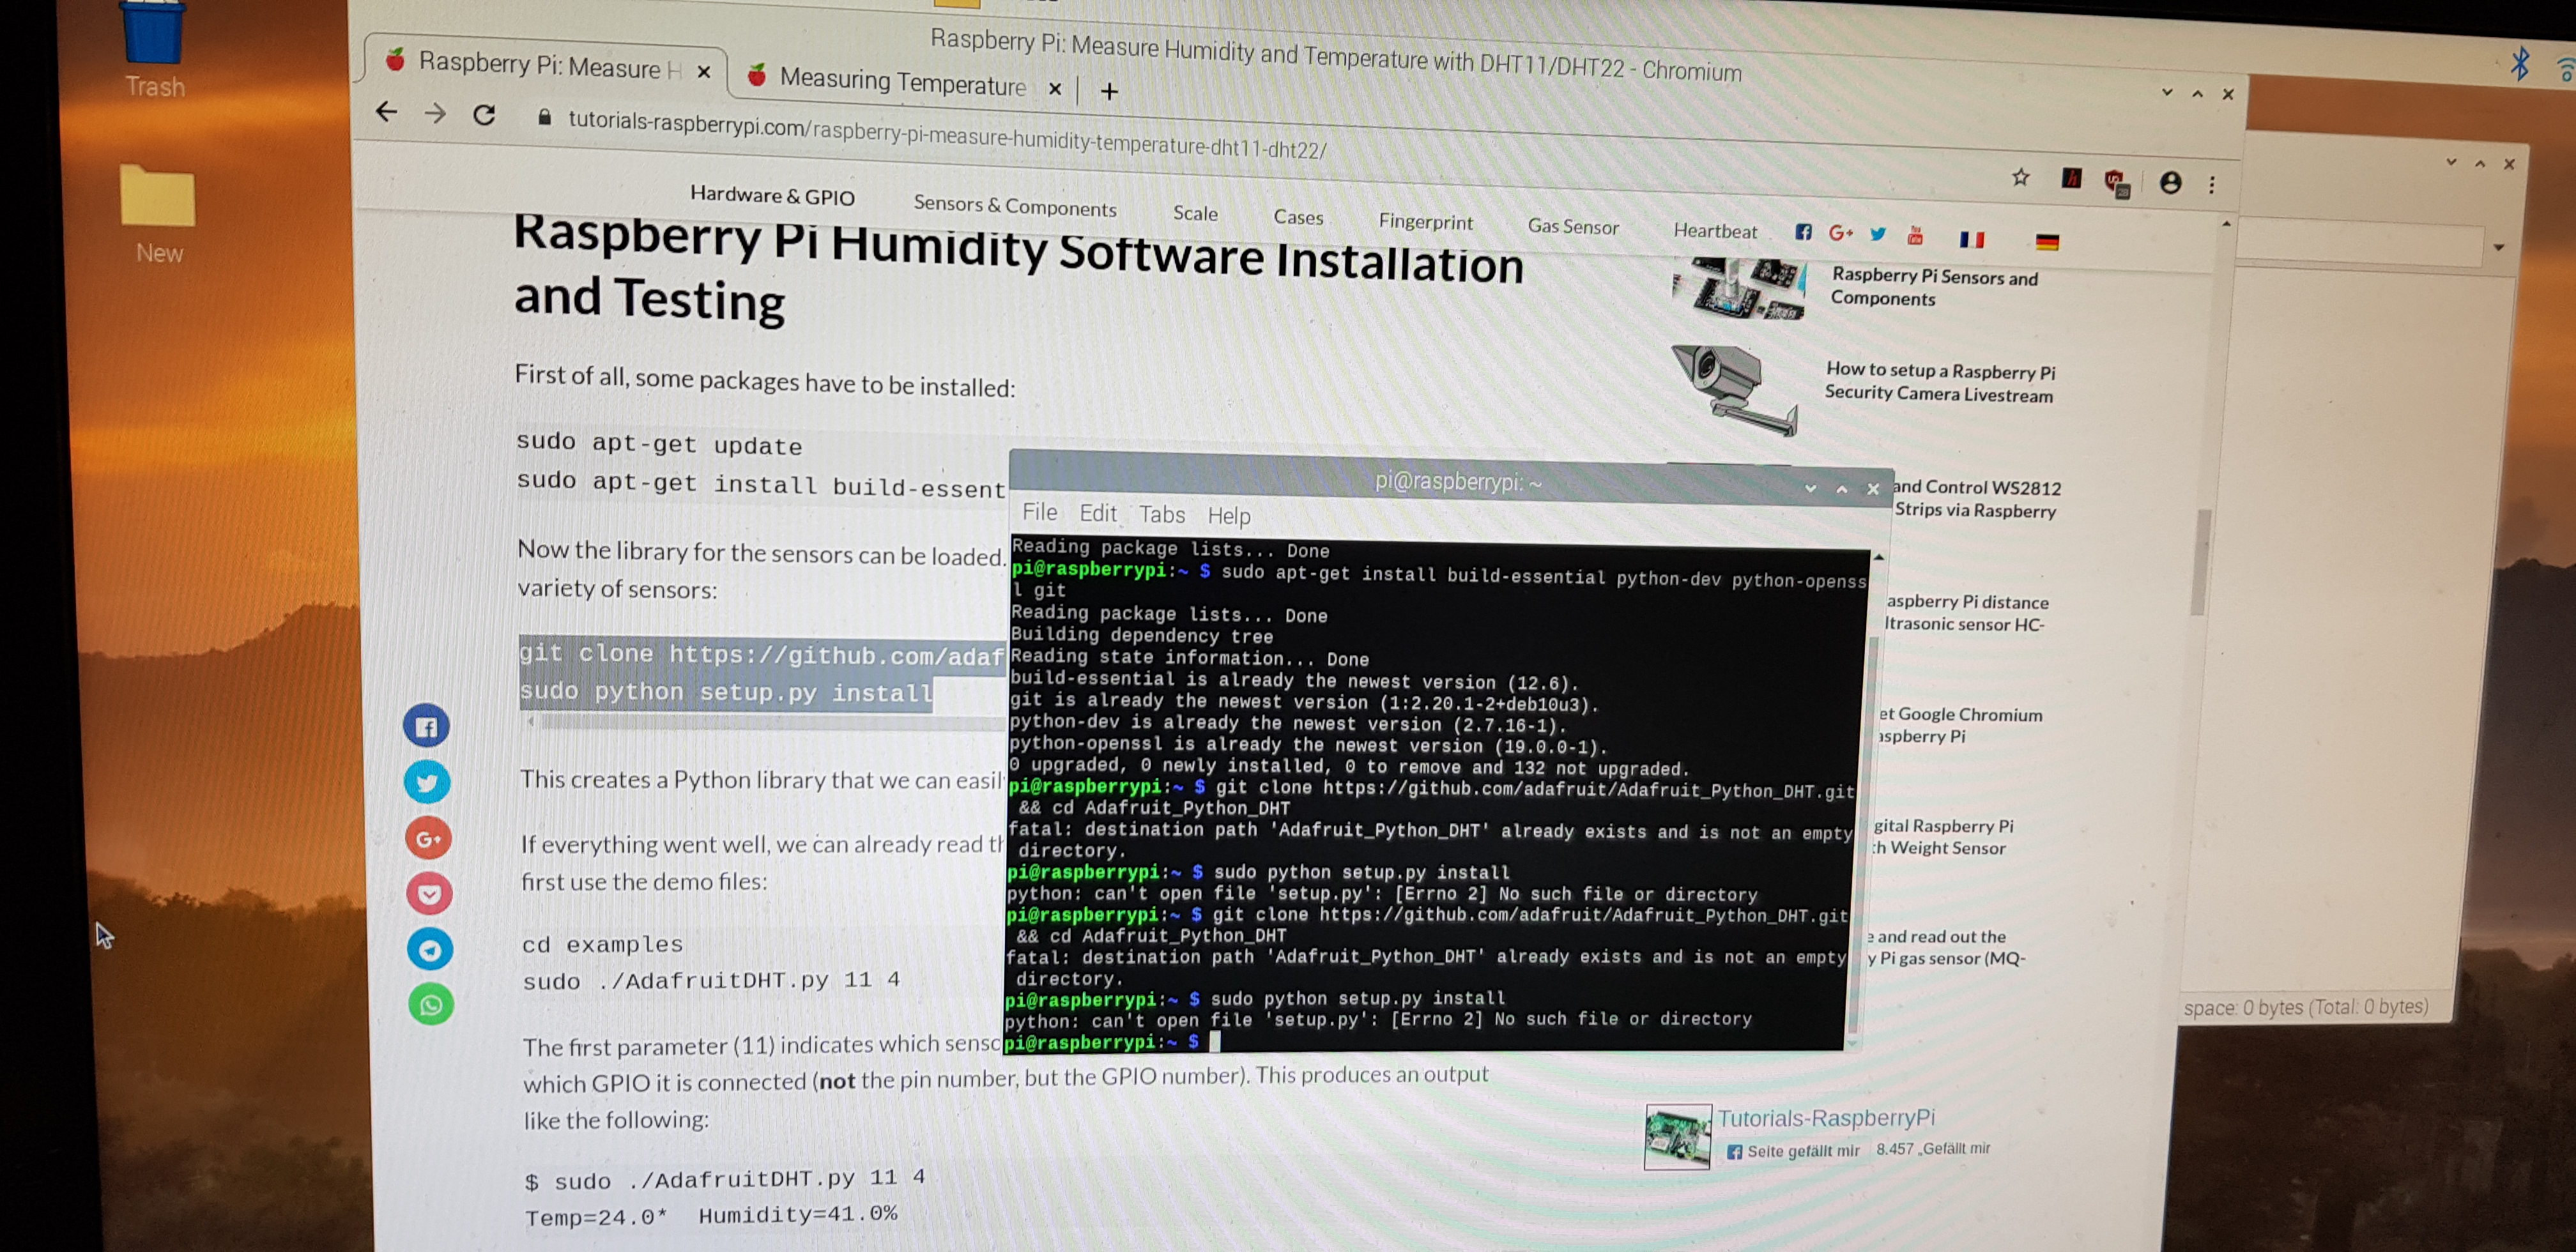 Trash
New
Raspberry Pi: Measure Humidity and Temperature with DHT11/DHT22 - Chromium
Raspberry Pi: Measure H
Measuring Temperature
tutorials-raspberrypi.com/raspberry-pi-measure-humidity-temperature-dht11-dht22/
Hardware & GPIO Sensors & Components Scale Cases Fingerprint Gas Sensor Heartbeat
Raspberry Pi Humidity Software Installation
and Testing
First of all, some packages have to be installed:
sudo apt-get update
sudo apt-get install build-essent
Now the library for the sensors can be loaded.
variety of sensors:
git clone https://github.com/adaf
sudo python setup.py install
This creates a Python library that we can easil
If everything went well, we can already read th
first use the demo files:
cd examples
sudo ./AdafruitDHT.py 11 4
The first parameter (11) indicates which senso
which GPIO it is connected (not the pin number, but the GPIO number). This produces an output
like the following:
$ sudo ./AdafruitDHT.py 11 4
Temp=24.0* Humidity=41.0%
pi@raspberrypi: ~
File Edit Tabs Help
Reading package lists... Done
pi@raspberrypi:~ $ sudo apt-get install build-essential python-dev python-openss
l git
Reading package lists... Done
Building dependency tree
Reading state information... Done
build-essential is already the newest version (12.6).
git is already the newest version (1:2.20.1-2+deb10u3).
python-dev is already the newest version (2.7.16-1).
python-openssl is already the newest version (19.0.0-1).
0 upgraded, 0 newly installed, 0 to remove and 132 not upgraded.
pi@raspberrypi:~ $ git clone https://github.com/adafruit/Adafruit_Python_DHT.git
&& cd Adafruit_Python_DHT
fatal: destination path 'Adafruit_Python_DHT' already exists and is not an empty
directory.
pi@raspberrypi:~ $ sudo python setup.py install
python: can't open file 'setup.py': [Errno 2] No such file or directory
pi@raspberrypi:~ $ git clone https://github.com/adafruit/Adafruit_Python_DHT.git
&& cd Adafruit_Python_DHT
fatal: destination path 'Adafruit_Python_DHT' already exists and is not an empty
directory.
pi@raspberrypi:~ $ sudo python setup.py install
python: can't open file 'setup.py': [Errno 2] No such file or directory
pi@raspberrypi:~ $
Raspberry Pi Sensors and
Components
How to setup a Raspberry Pi
Security Camera Livestream
and Control WS2812
Strips via Raspberry
aspberry Pi distance
ltrasonic sensor HC-
et Google Chromium
aspberry Pi
gital Raspberry Pi
th Weight Sensor
e and read out the
y Pi gas sensor (MQ-
Tutorials-RaspberryPi
Seite gefällt mir 8.457 „Gefällt mir
space: 0 bytes (Total: 0 bytes)